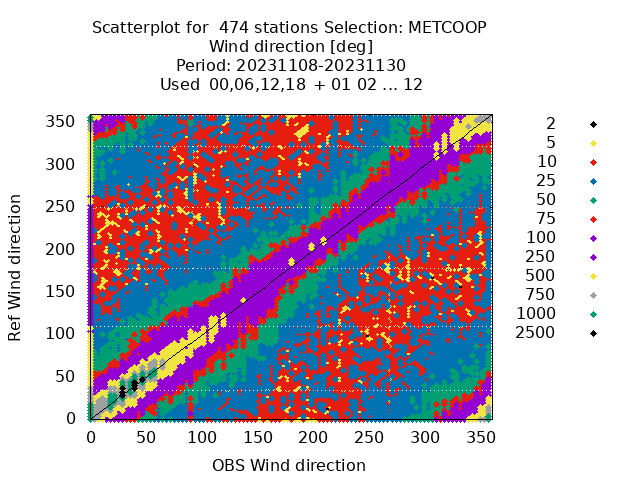 Scatterplot for  474 stations Selection: METCOOP
Wind direction [deg]
Period: 20231108-20231130
Used  00,06,12,18  + 01 02 ... 12
350
300
250
200
150
100
50
0
Ref Wind direction
0 50 100 150 200 250 300 350
OBS Wind direction
2
5
10
25
50
75
100
250
500
750
1000
2500